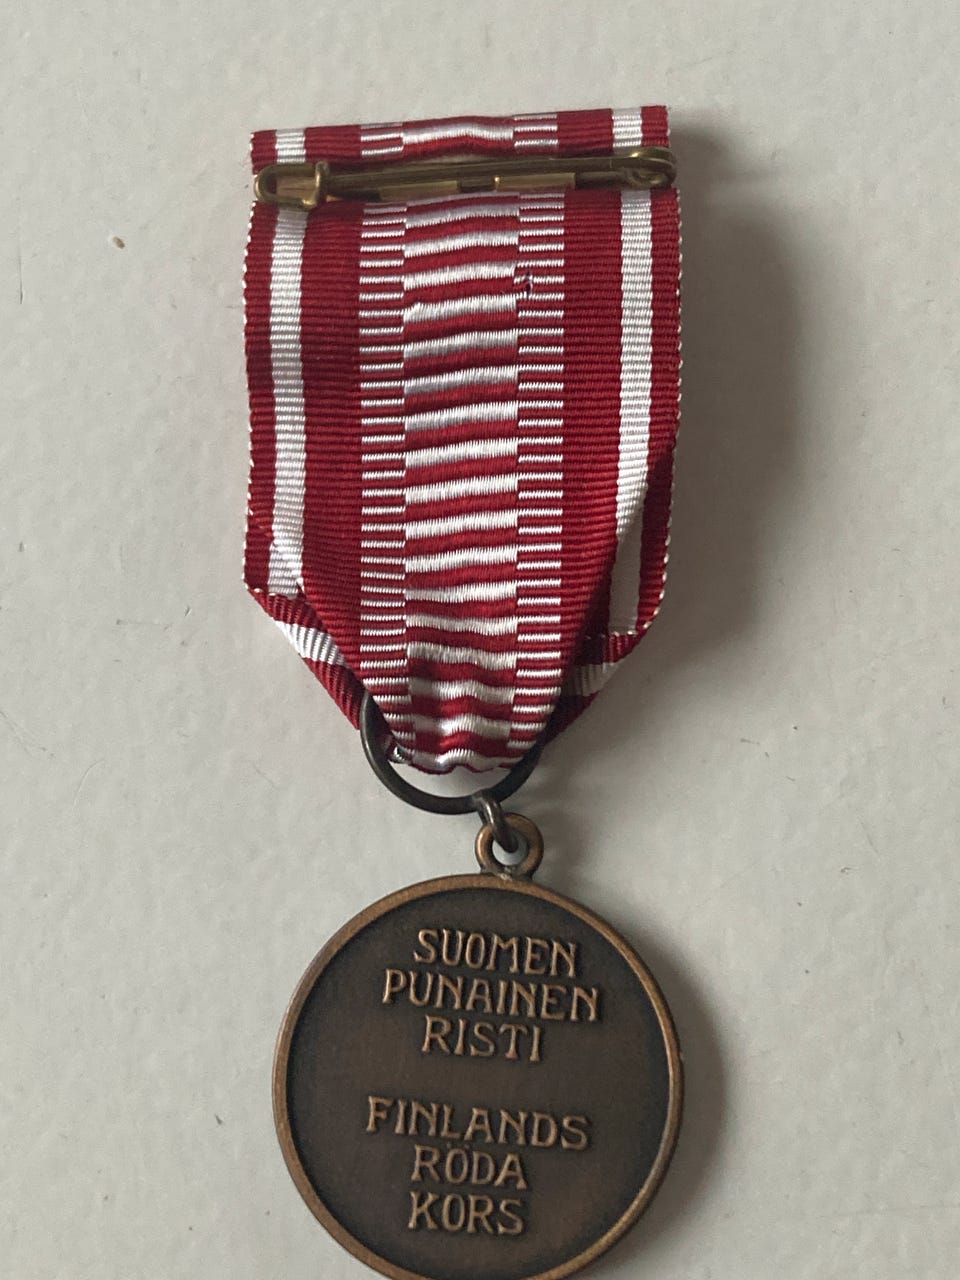 SUOMEN
PUNAINEN
RISTI
FINLANDS
RÖDA
KORS